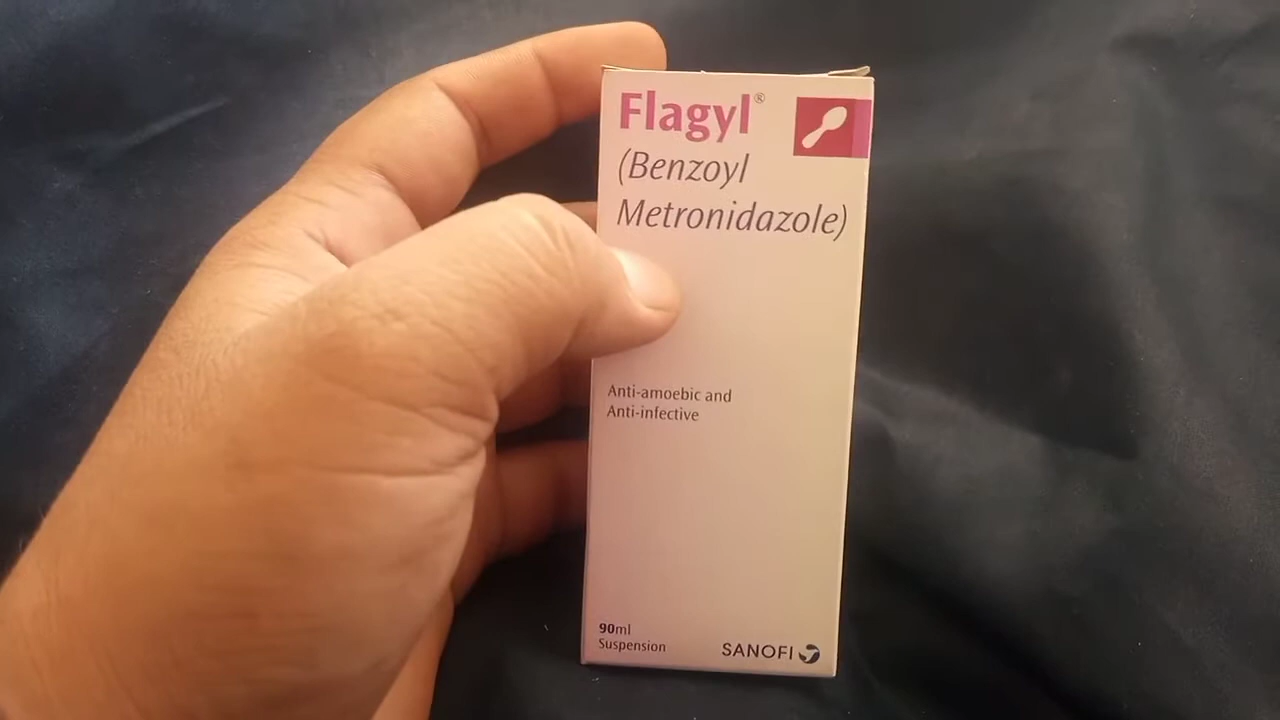 Flagyl®
(Benzoyl
Metronidazole)
Anti-amoebic and
Anti-infective
90ml
Suspension
SANOFI